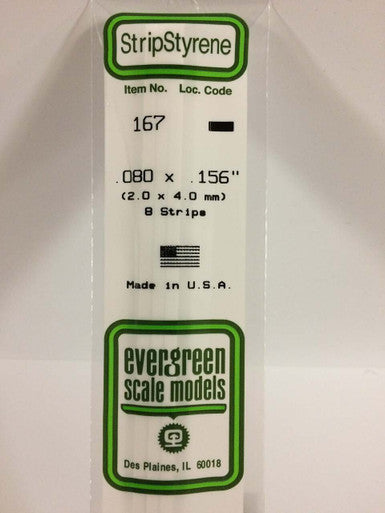 StripStyrene
Item No. Loc. Code
167
.080 x .156"
(2.0 x 4.0 mm)
8 Strips
Made in U.S.A.
evergreen
scale models
Des Plaines, IL 60018